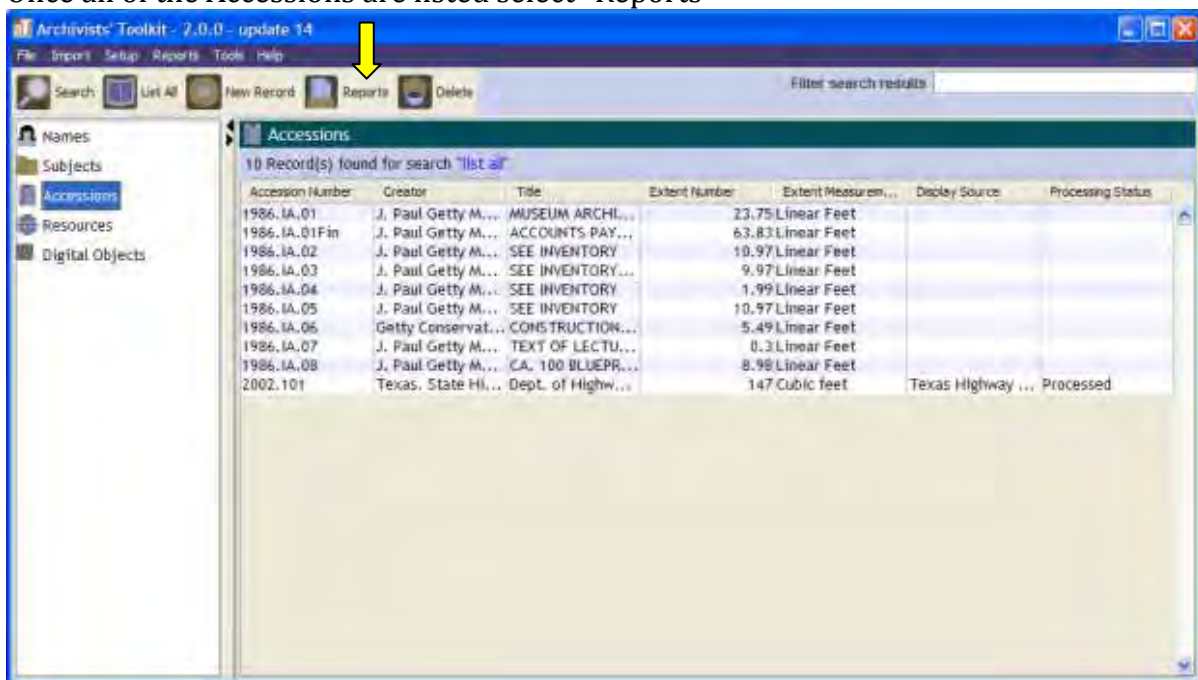 Once all of the Accessions are listed select "Reports"
Archivists' Toolkit - 2.0.0 - update 14
File Import Setup Reports Tools Help
Search List All New Record Reports Delete Filter search results
Names
Subjects
Accessions
Resources
Digital Objects
Accessions
10 Record(s) found for search "list all"
Accession Number Creator Title Extent Number Extent Measurem... Display Source Processing Status
1986.IA.01 J. Paul Getty M... MUSEUM ARCHI... 23.75 Linear Feet
1986.IA.01Fin J. Paul Getty M... ACCOUNTS PAY... 63.83 Linear Feet
1986.IA.02 J. Paul Getty M... SEE INVENTORY 10.97 Linear Feet
1986.IA.03 J. Paul Getty M... SEE INVENTORY... 9.97 Linear Feet
1986.IA.04 J. Paul Getty M... SEE INVENTORY 1.99 Linear Feet
1986.IA.05 J. Paul Getty M... SEE INVENTORY 10.97 Linear Feet
1986.IA.06 Getty Conservat... CONSTRUCTION... 5.49 Linear Feet
1986.IA.07 J. Paul Getty M... TEXT OF LECTU... 0.3 Linear Feet
1986.IA.08 J. Paul Getty M... CA. 100 BLUEPR... 8.98 Linear Feet
2002.101 Texas. State Hi... Dept. of Highw... 147 Cubic feet Texas Highway ... Processed